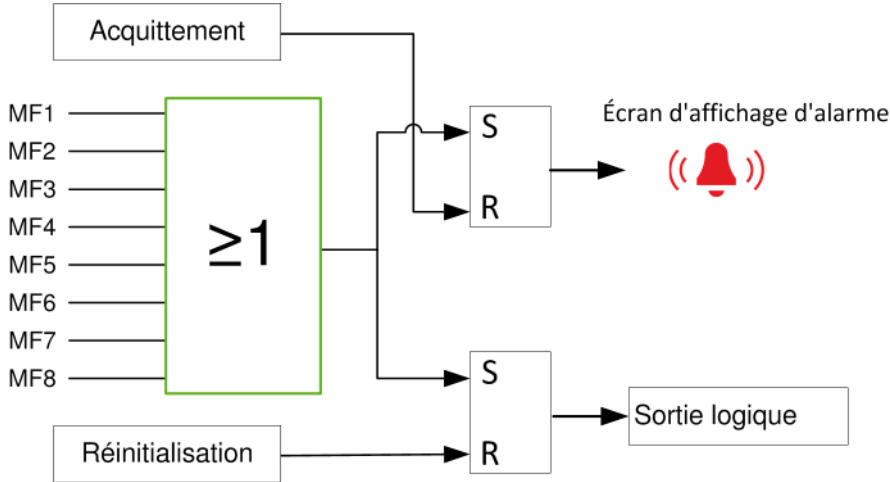 Acquittement
MF1
MF2
MF3
MF4
MF5
MF6
MF7
MF8
≥1
S
R
Écran d'affichage d'alarme
S
R
Sortie logique
Réinitialisation